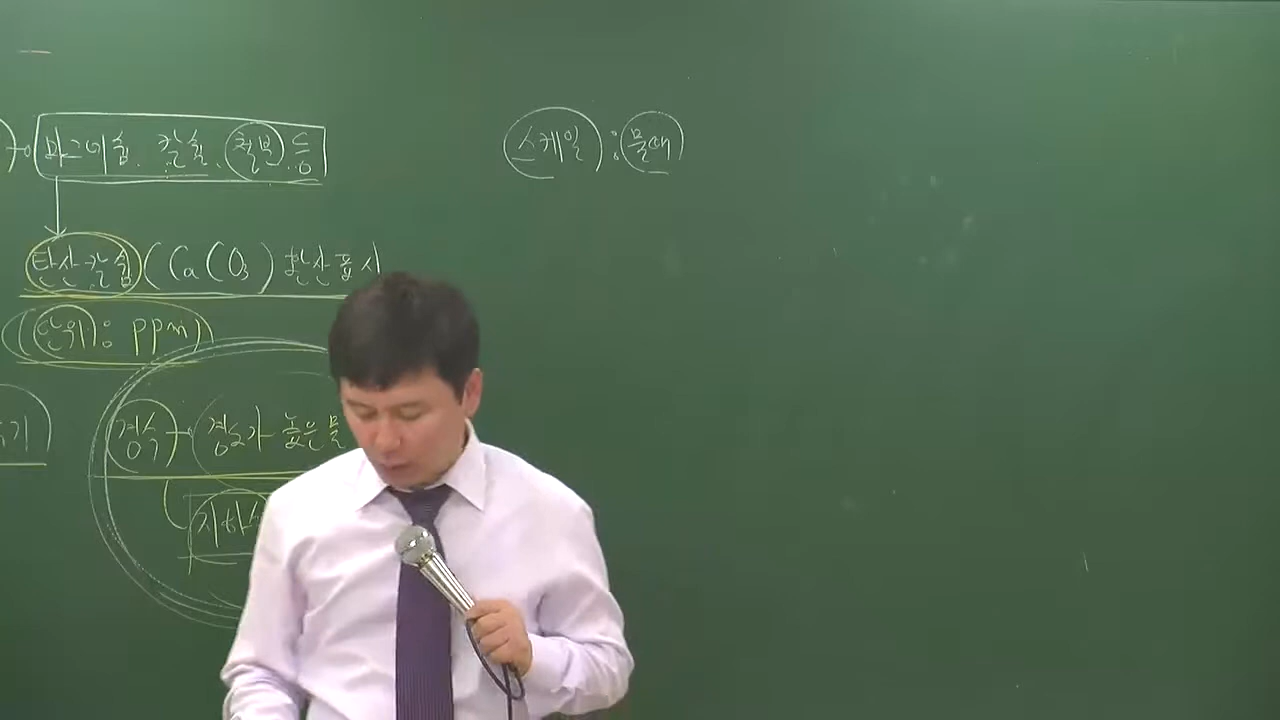 마그네슘, 칼슘, 철분 등
탄산칼슘 (CaCO3) 환산표시
(단위: ppm)
경수 - 경도가 높은물
지하수
스케일 : 물때